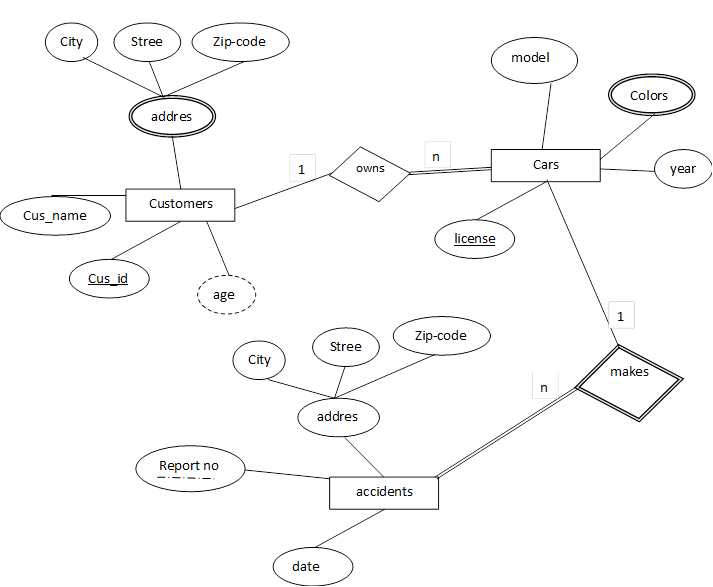 City
Stree
Zip-code
addres
model
Colors
1
owns
n
Cars
year
Customers
Cus_name
license
Cus_id
age
1
City
Stree
Zip-code
makes
n
addres
Report no
accidents
date